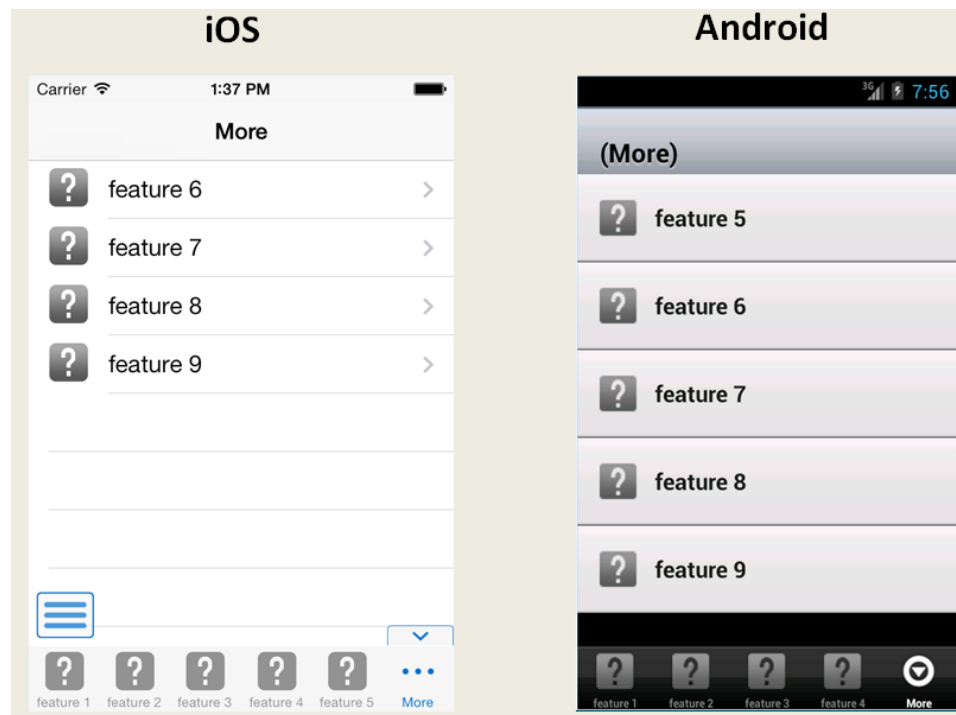 iOS
Carrier 1:37 PM
More
? feature 6
? feature 7
? feature 8
? feature 9
? ? ? ? ?
feature 1 feature 2 feature 3 feature 4 feature 5 More
Android
3G 7:56
(More)
? feature 5
? feature 6
? feature 7
? feature 8
? feature 9
? ? ? ?
feature 1 feature 2 feature 3 feature 4 More